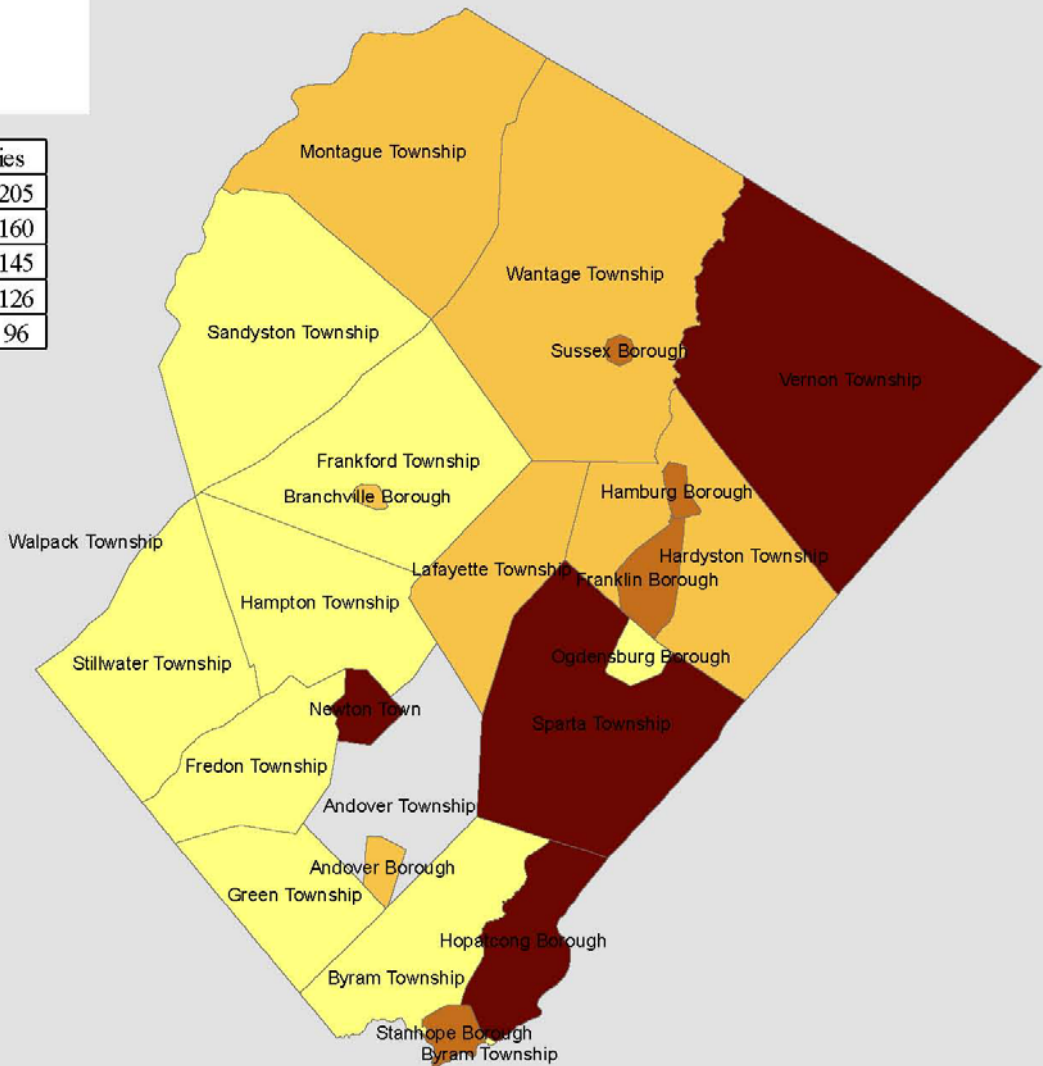 ies
205
160
145
126
96
Montague Township
Wantage Township
Sandyston Township
Sussex Borough
Vernon Township
Frankford Township
Branchville Borough
Hamburg Borough
Walpack Township
Hardyston Township
Lafayette Township
Franklin Borough
Hampton Township
Stillwater Township
Ogdensburg Borough
Newton Town
Sparta Township
Fredon Township
Andover Township
Andover Borough
Green Township
Hopatcong Borough
Byram Township
Stanhope Borough
Byram Township